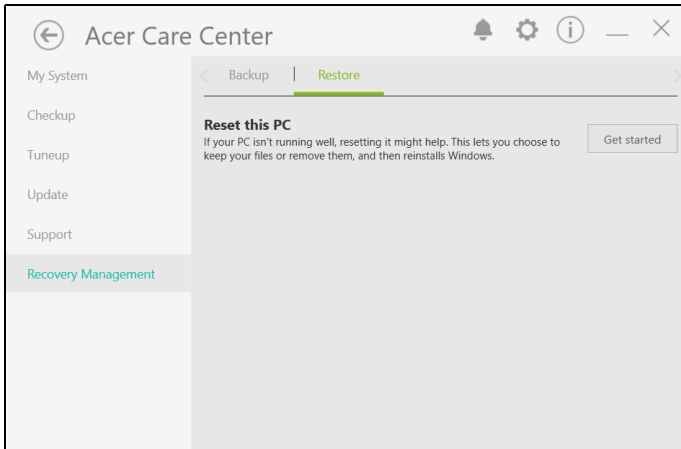 Acer Care Center
My System
Checkup
Tuneup
Update
Support
Recovery Management
Backup | Restore
Reset this PC
If your PC isn't running well, resetting it might help. This lets you choose to
keep your files or remove them, and then reinstalls Windows.
Get started